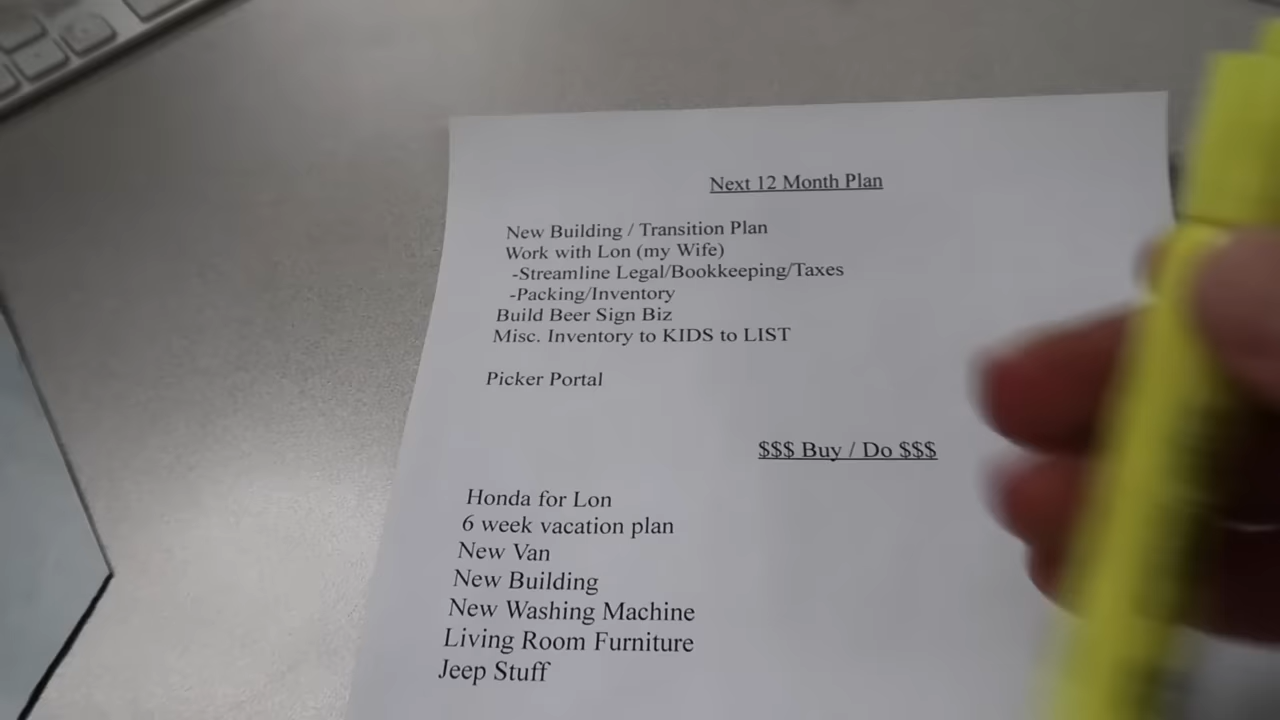 Next 12 Month Plan
New Building / Transition Plan
Work with Lon (my Wife)
-Streamline Legal/Bookkeeping/Taxes
-Packing/Inventory
Build Beer Sign Biz
Misc. Inventory to KIDS to LIST
Picker Portal
$$$ Buy / Do $$$
Honda for Lon
6 week vacation plan
New Van
New Building
New Washing Machine
Living Room Furniture
Jeep Stuff